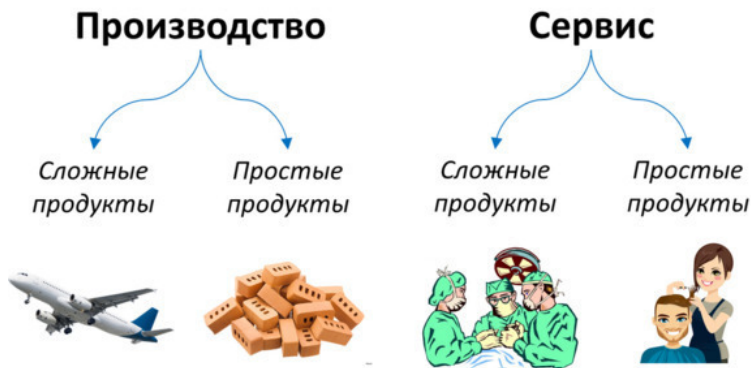 Производство
Сервис
Сложные
продукты
Простые
продукты
Сложные
продукты
Простые
продукты